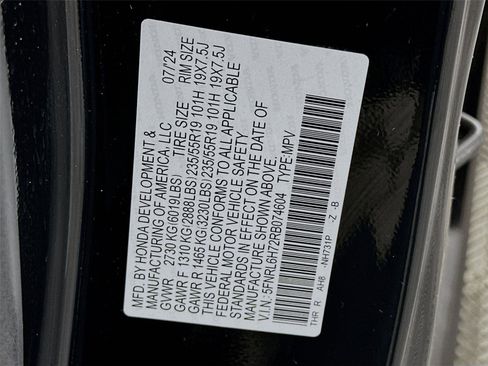 MFD. BY HONDA DEVELOPMENT &
MANUFACTURING OF AMERICA, LLC 07/'24
GVWR 2730 KG(6019LBS) TIRE SIZE RIM SIZE
GAWR F 1310 KG(2888LBS)235/55R19 101H 19X7.5J
GAWR R 1465 KG(3230LBS)235/55R19 101H 19X7.5J
THIS VEHICLE CONFORMS TO ALL APPLICABLE
FEDERAL MOTOR VEHICLE SAFETY
STANDARDS IN EFFECT ON THE DATE OF
MANUFACTURE SHOWN ABOVE.
V.I.N.: 5FNRL6H72RB074604 TYPE:MPV
THR R AH8 -NH731P -Z -B